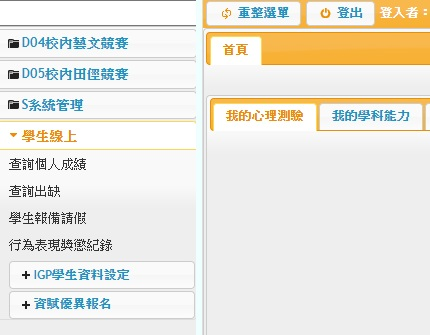 D04校內藝文競賽
D05校內田徑競賽
S系統管理
學生線上
查詢個人成績
查詢出缺
學生報備請假
行為表現獎懲紀錄
IGP學生資料設定
資賦優異報名
重整選單 登出 登入者：
首頁
我的心理測驗 我的學科能力